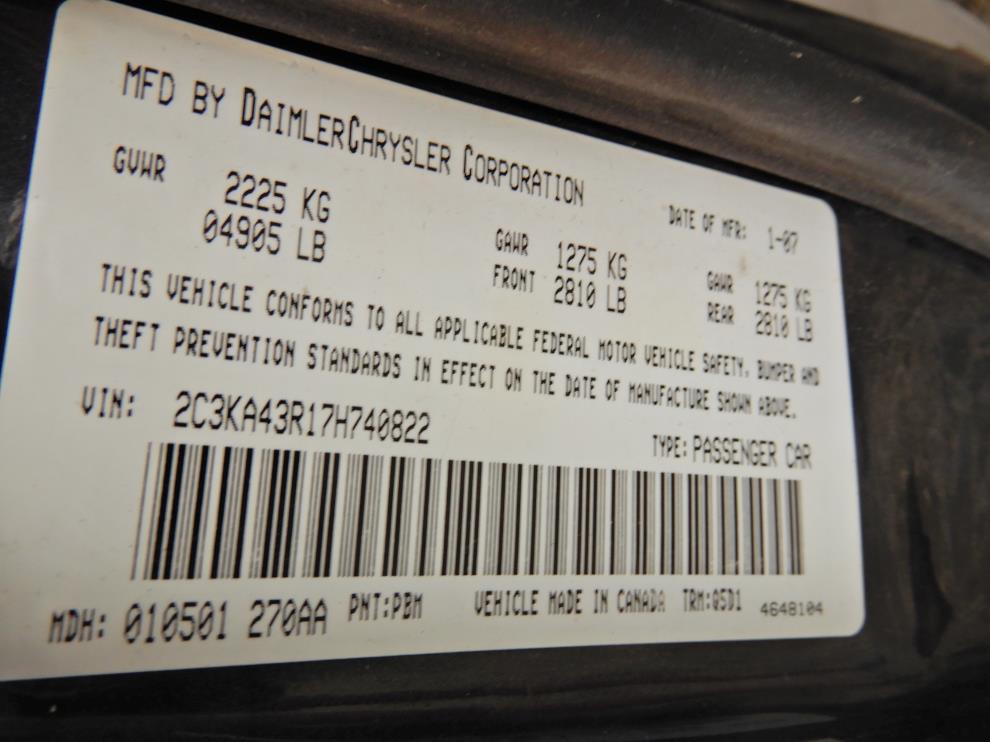 MFD BY DAIMLERCHRYSLER CORPORATION
DATE OF MFR: 1-07
GVWR 2225 KG
04905 LB
GAWR 1275 KG
FRONT 2810 LB
GAWR 1275 KG
REAR 2810 LB
THIS VEHICLE CONFORMS TO ALL APPLICABLE FEDERAL MOTOR VEHICLE SAFETY, BUMPER AND
THEFT PREVENTION STANDARDS IN EFFECT ON THE DATE OF MANUFACTURE SHOWN ABOVE.
VIN: 2C3KA43R17H740822
TYPE: PASSENGER CAR
MDH: 010501 270AA PNT:PBM VEHICLE MADE IN CANADA TRM:Q5D1 4648104